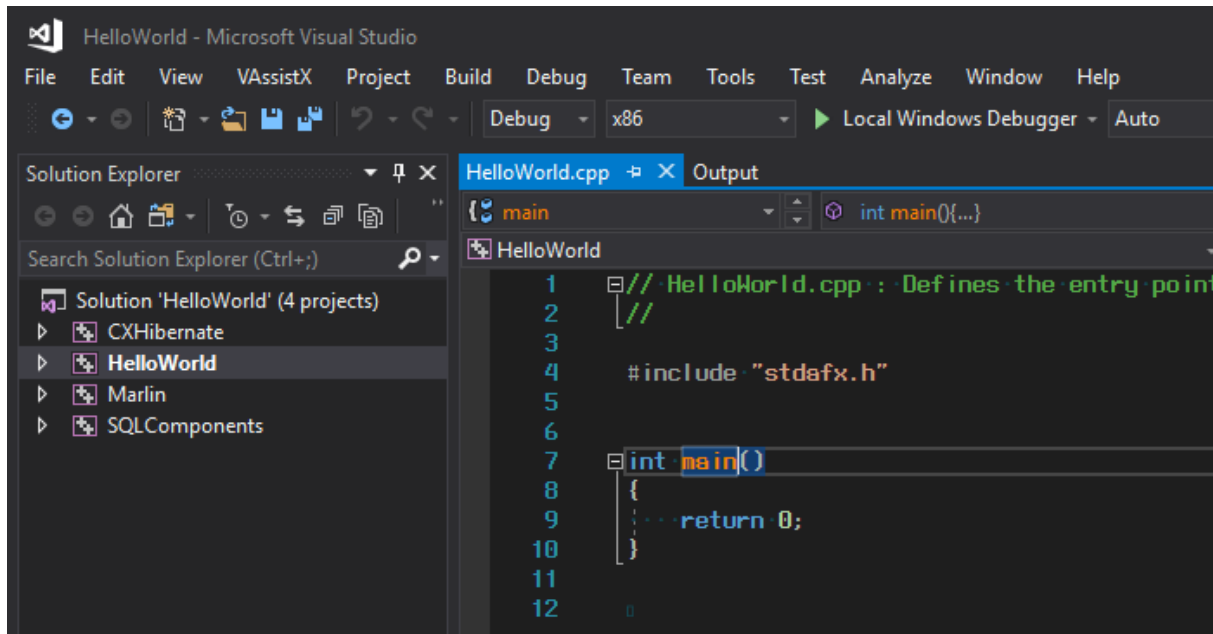 HelloWorld - Microsoft Visual Studio
File Edit View VAssistX Project Build Debug Team Tools Test Analyze Window Help
Debug x86 Local Windows Debugger Auto
Solution Explorer
Search Solution Explorer (Ctrl+;)
Solution 'HelloWorld' (4 projects)
CXHibernate
HelloWorld
Marlin
SQLComponents
HelloWorld.cpp Output
main int main(){...}
HelloWorld
1 // HelloWorld.cpp : Defines the entry point
2 //
3
4 #include "stdafx.h"
5
6
7 int main()
8 {
9 return 0;
10 }
11
12